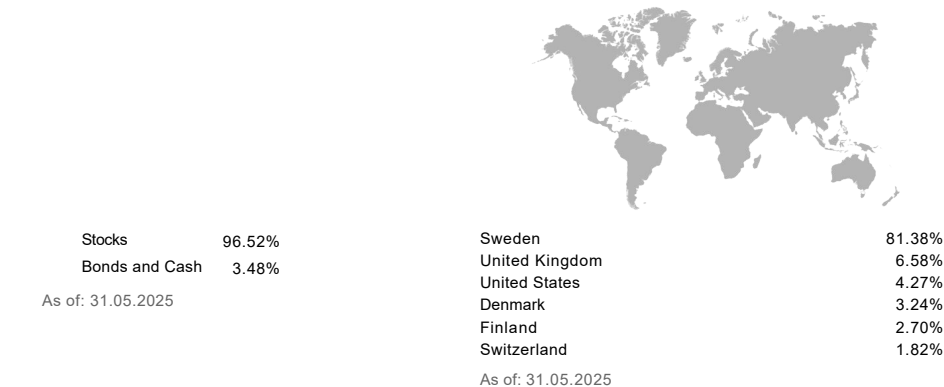 Stocks 96.52%
Bonds and Cash 3.48%
As of: 31.05.2025
Sweden 81.38%
United Kingdom 6.58%
United States 4.27%
Denmark 3.24%
Finland 2.70%
Switzerland 1.82%
As of: 31.05.2025